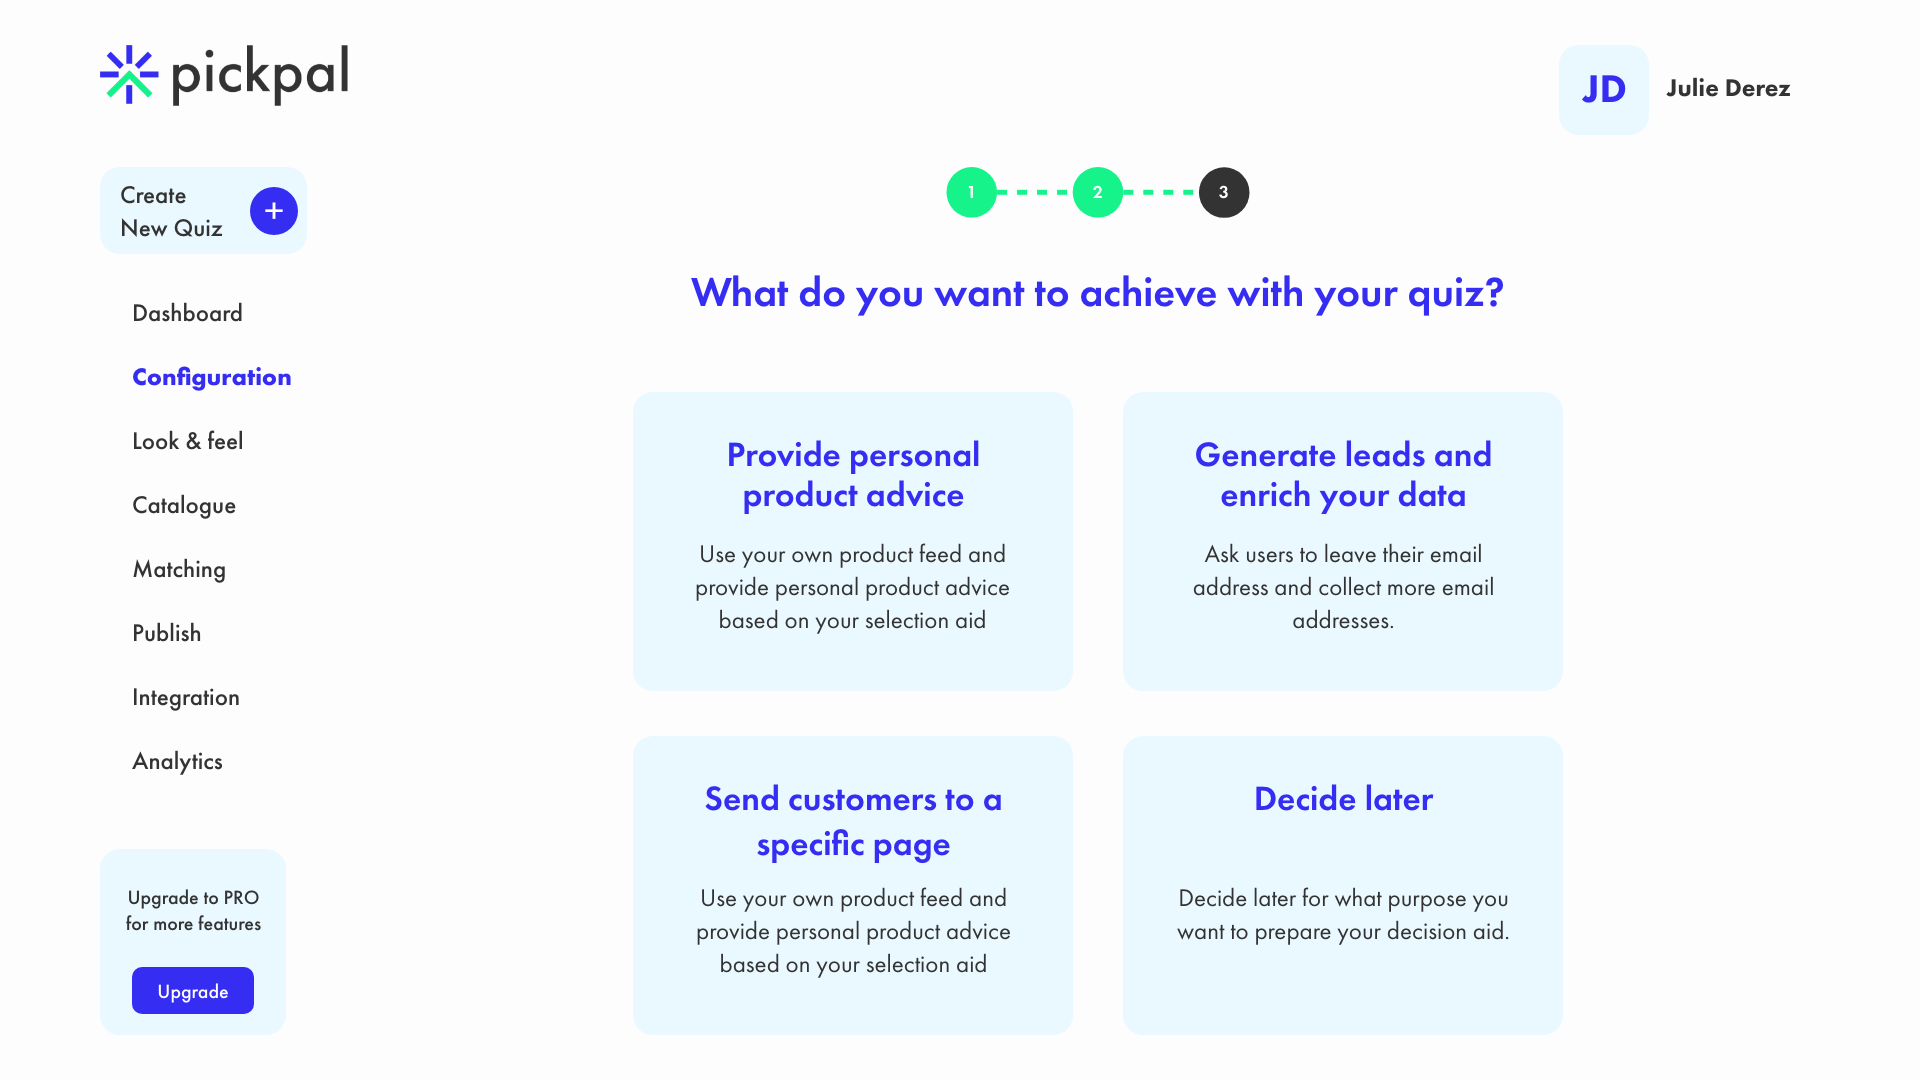 pickpal
JD
Julie Derez
Create
New Quiz
+
1
2
3
What do you want to achieve with your quiz?
Dashboard
Configuration
Look & feel
Catalogue
Matching
Publish
Integration
Analytics
Provide personal
product advice
Use your own product feed and
provide personal product advice
based on your selection aid
Generate leads and
enrich your data
Ask users to leave their email
address and collect more email
addresses.
Send customers to a
specific page
Use your own product feed and
provide personal product advice
based on your selection aid
Decide later
Decide later for what purpose you
want to prepare your decision aid.
Upgrade to PRO
for more features
Upgrade